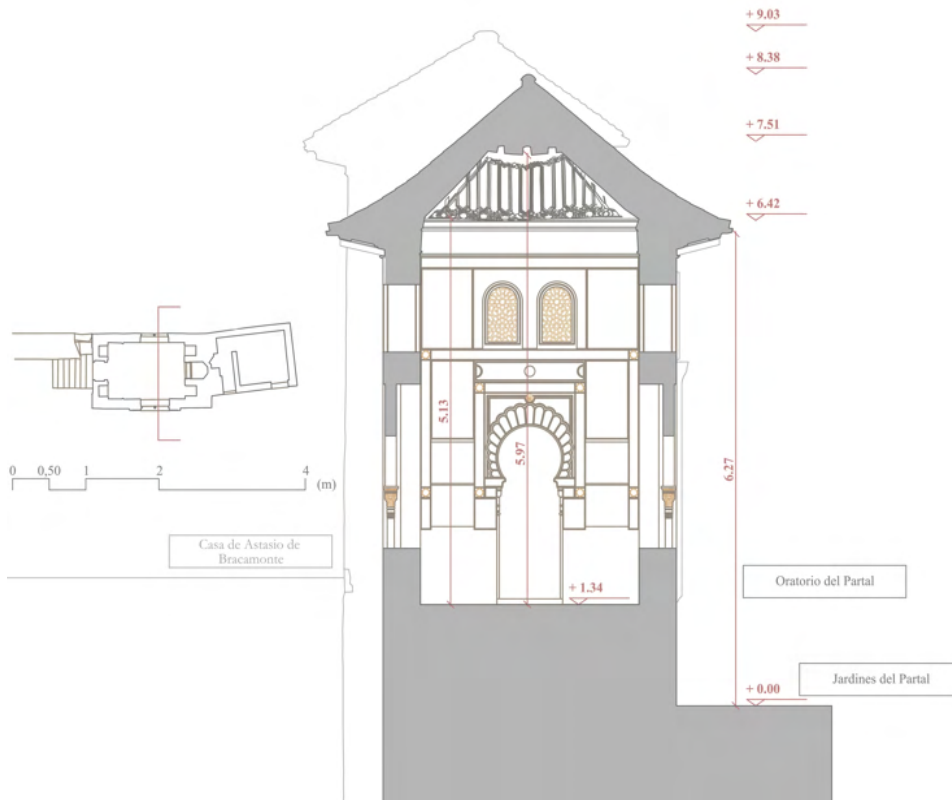 + 9.03
+ 8.38
+ 7.51
+ 6.42
5.13
5.97
6.27
0 0,50 1 2 4 (m)
Casa de Astasio de
Bracamonte
+ 1.34
Oratorio del Partal
Jardines del Partal
+ 0.00